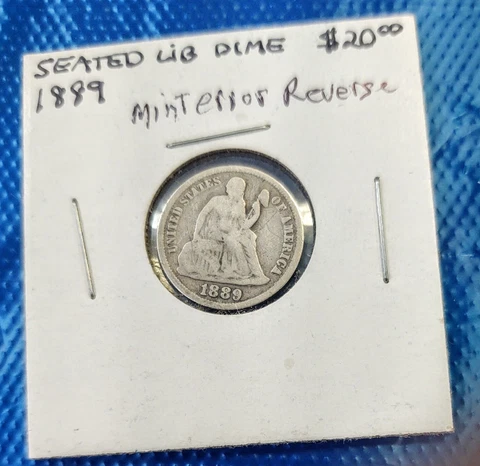 SEATED LIB DIME $20.00
1889 Mint error Reverse
UNITED STATES OF AMERICA
1889